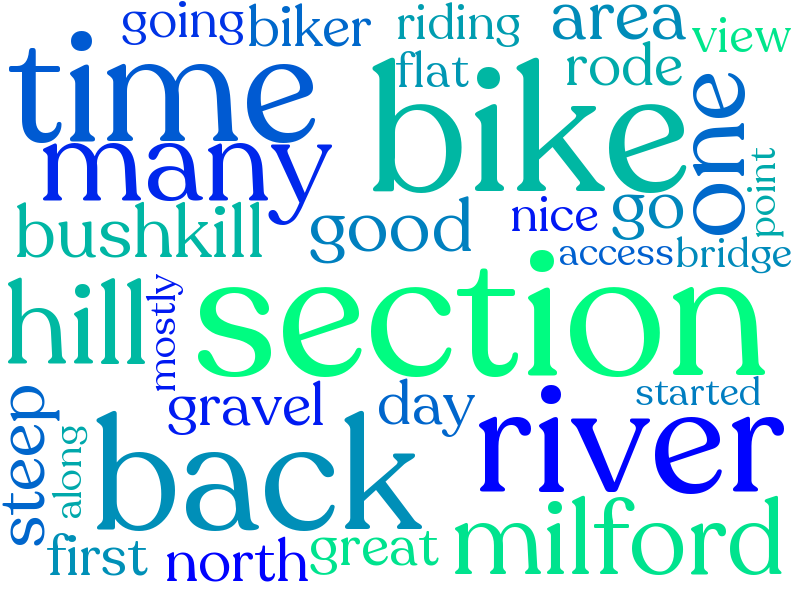 going
biker
riding
area
view
time
flat
bike
rode
one
many
point
bushkill
good
nice
go
access
bridge
hill
mostly
section
steep
along
gravel
day
started
back
river
first
north
great
milford